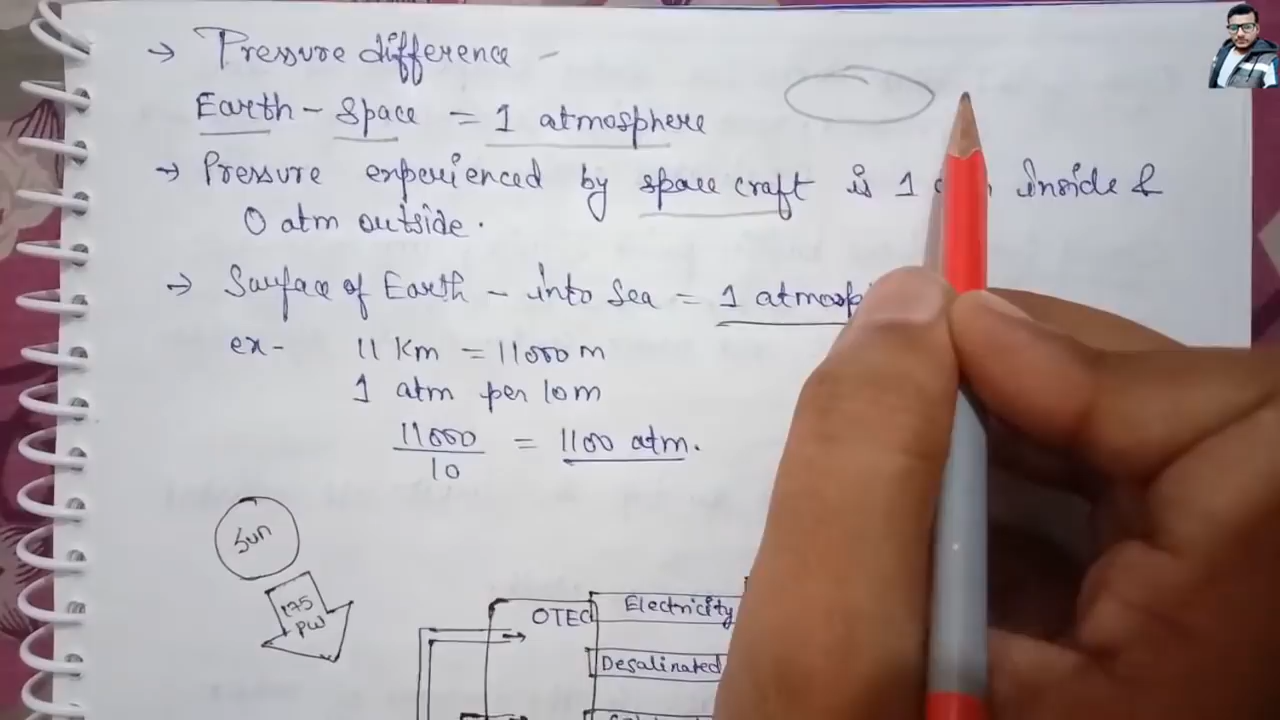 → Pressure difference -
Earth - Space = 1 atmosphere
→ Pressure experienced by space craft is 1 inside &
0 atm outside.
→ Surface of Earth - into Sea = 1 atmosp
ex- 11 Km = 11000 m
1 atm per 10m
11000
10
= 1100 atm.
Sun
175
PW
OTEC
Electricity
Desalinated